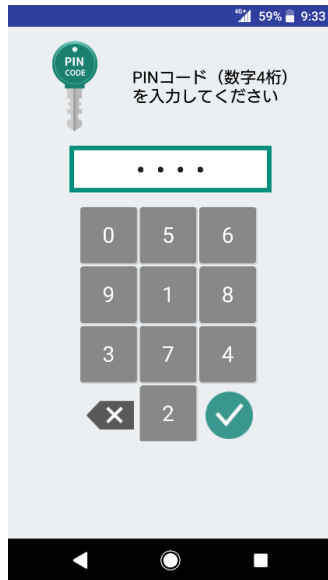 4G 59% 9:33
PIN
CODE
PINコード（数字4桁）
を入力してください
• • • •
0 5 6
9 1 8
3 7 4
2